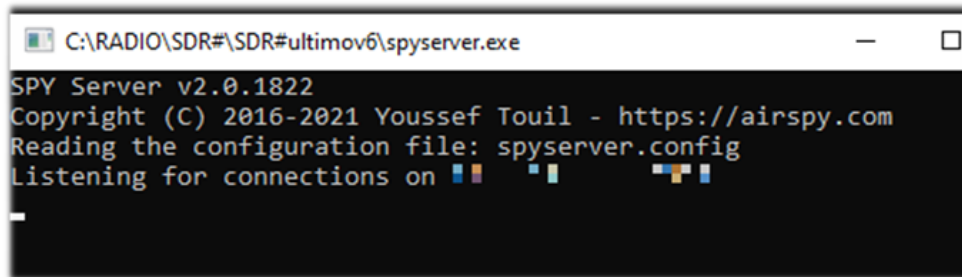 C:\RADIO\SDR#\SDR#ultimov6\spyserver.exe
SPY Server v2.0.1822
Copyright (C) 2016-2021 Youssef Touil - https://airspy.com
Reading the configuration file: spyserver.config
Listening for connections on